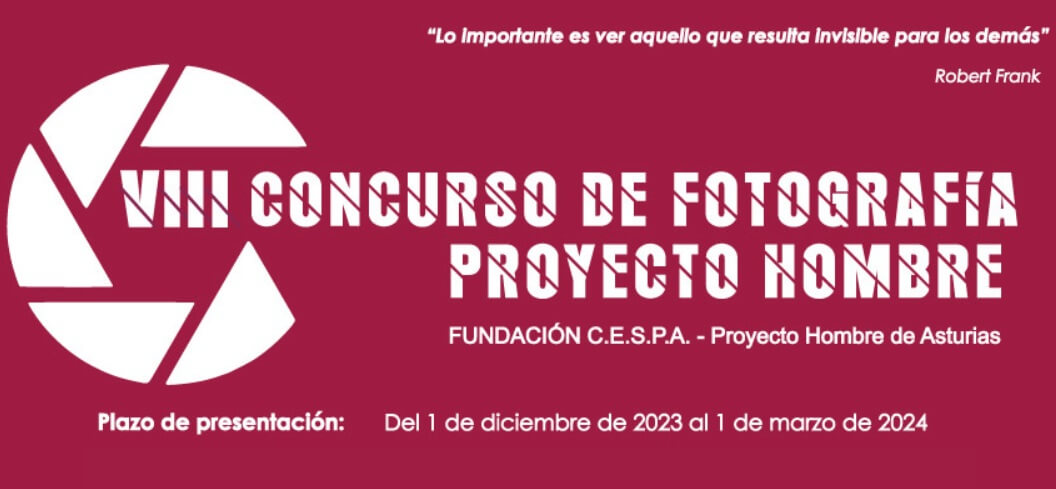 “Lo importante es ver aquello que resulta invisible para los demás”
Robert Frank
VIII CONCURSO DE FOTOGRAFÍA
PROYECTO HOMBRE
FUNDACIÓN C.E.S.P.A. - Proyecto Hombre de Asturias
Plazo de presentación: Del 1 de diciembre de 2023 al 1 de marzo de 2024